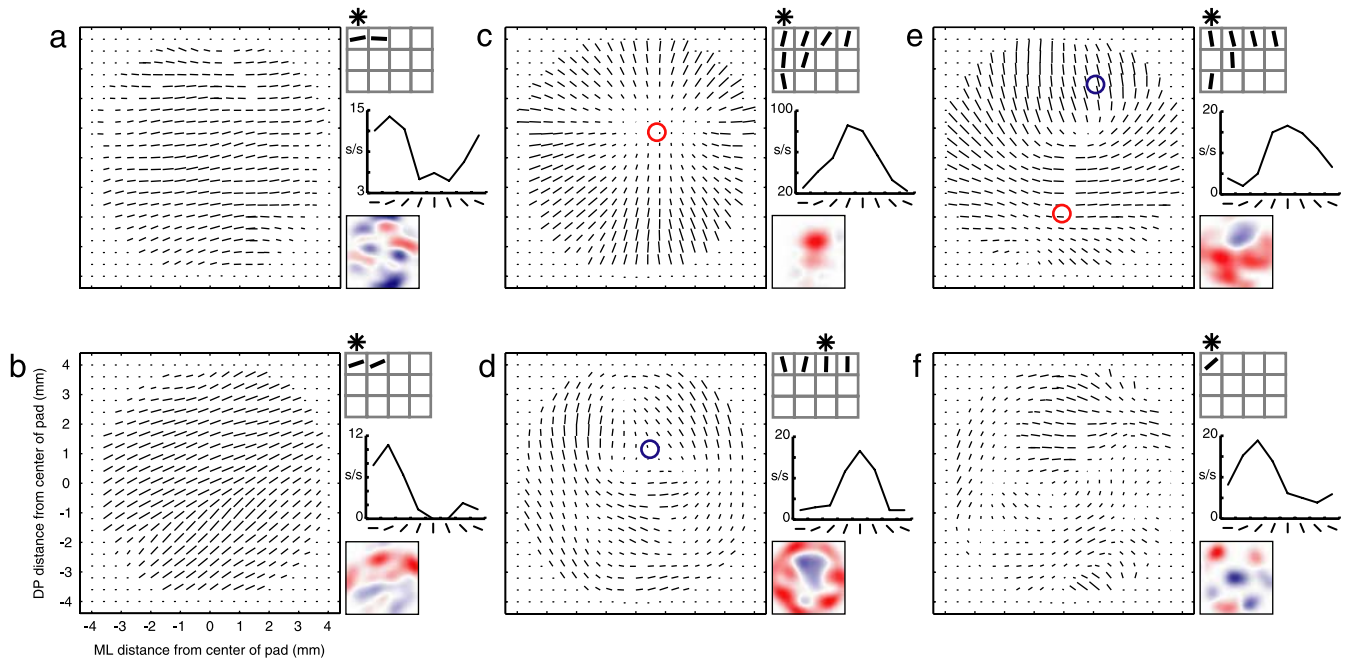 a
15
s/s
3
c
100
s/s
20
e
20
s/s
0
b
4
3
2
1
0
-1
-2
-3
-4
DP distance from center of pad (mm)
-4 -3 -2 -1 0 1 2 3 4
ML distance from center of pad (mm)
12
s/s
0
d
20
s/s
0
f
20
s/s
0